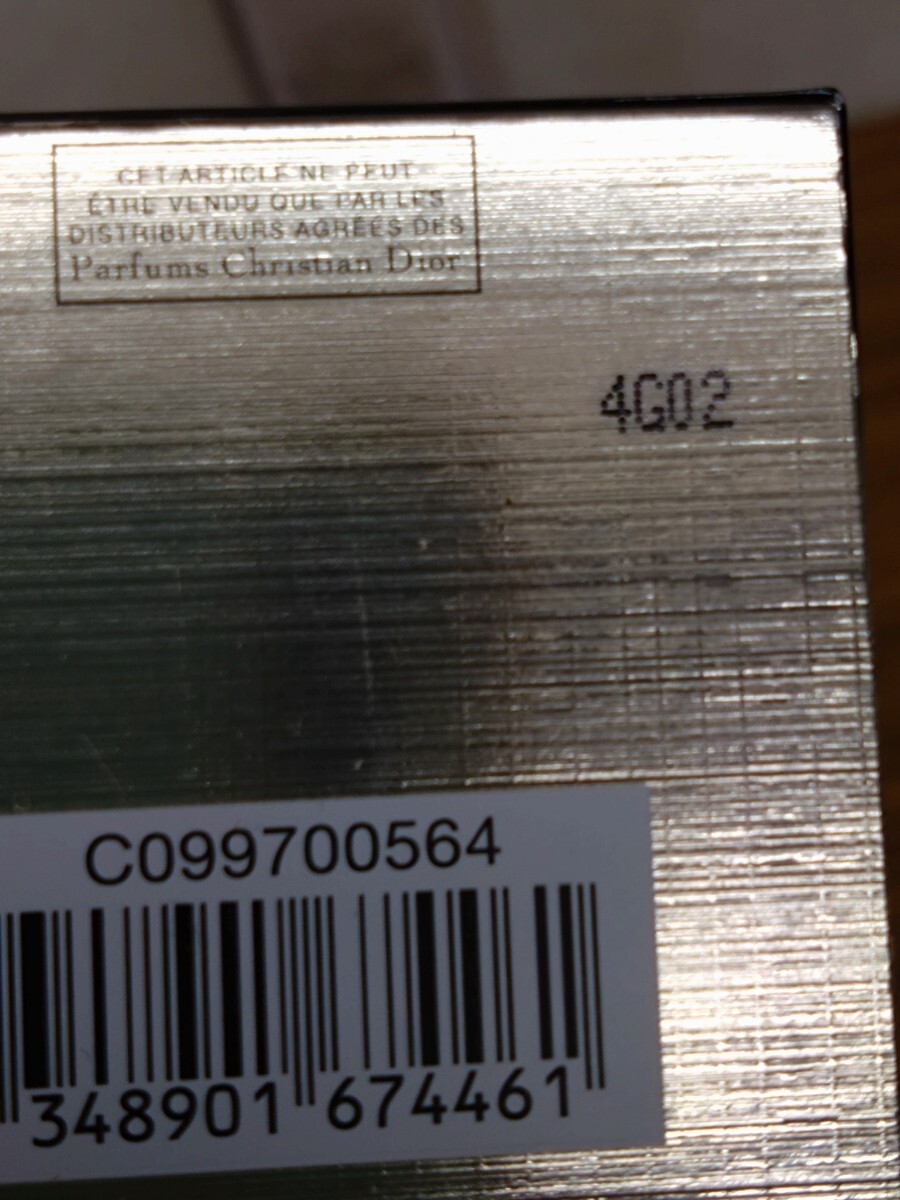 CET ARTICLE NE PEUT
ÊTRE VENDU QUE PAR LES
DISTRIBUTEURS AGRÉÉS DES
Parfums Christian Dior
4G02
C099700564
348901 674461